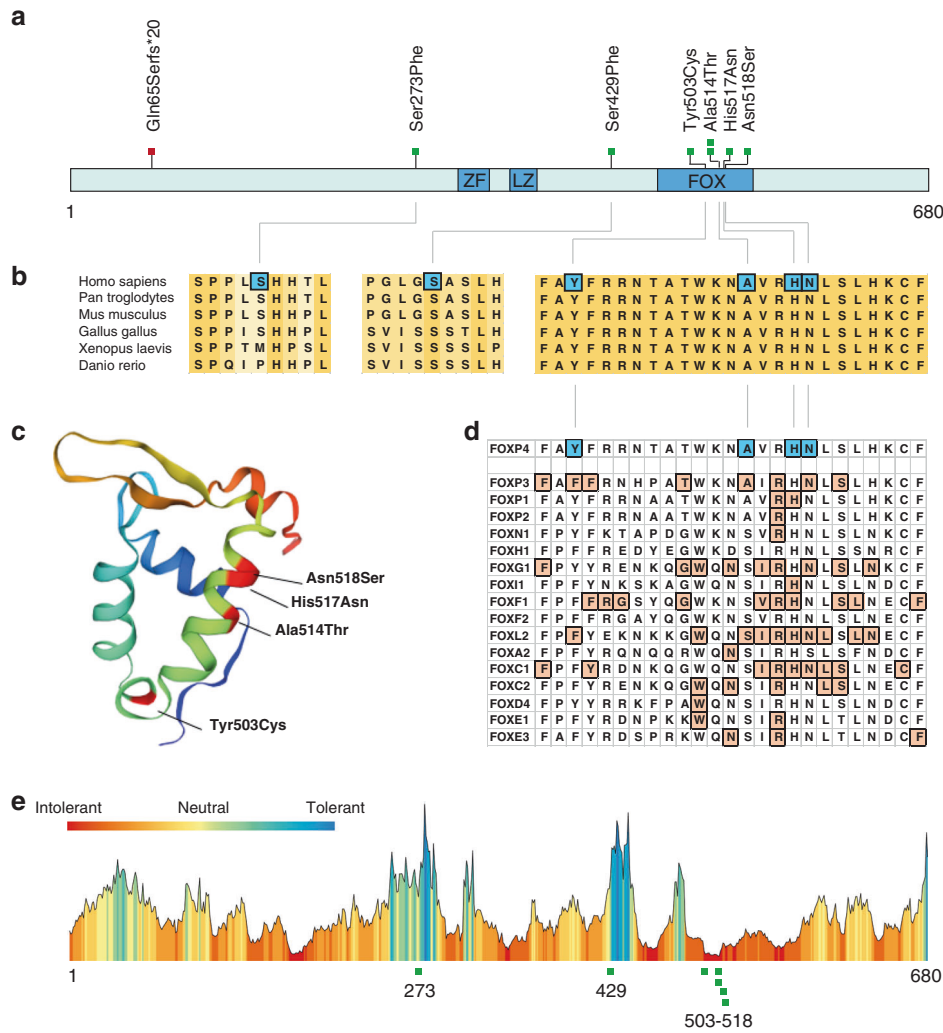 a
Gln65Serfs*20
Ser273Phe
Ser429Phe
Tyr503Cys
Ala514Thr
His517Asn
Asn518Ser
ZF
LZ
FOX
1
680
b
Homo sapiens S P P L S H H T L P G L G S A S L H F A Y F R R N T A T W K N A V R H N L S L H K C F
Pan troglodytes S P P L S H H T L P G L G S A S L H F A Y F R R N T A T W K N A V R H N L S L H K C F
Mus musculus S P P L S H H P L P G L G S A S L H F A Y F R R N T A T W K N A V R H N L S L H K C F
Gallus gallus S P P I S H H P L S V I S S S T L H F A Y F R R N T A T W K N A V R H N L S L H K C F
Xenopus laevis S P P T M H P S L S V I S S S S L P F A Y F R R N T A T W K N A V R H N L S L H K C F
Danio rerio S P Q I P H H P L S V I S S S S L H F A Y F R R N T A T W K N A V R H N L S L H K C F
c
Asn518Ser
His517Asn
Ala514Thr
Tyr503Cys
d
FOXP4 F A Y F R R N T A T W K N A V R H N L S L H K C F
FOXP3 F A F F R N H P A T W K N A I R H N L S L H K C F
FOXP1 F A Y F R R N A A T W K N A V R H N L S L H K C F
FOXP2 F A Y F R R N A A T W K N A V R H N L S L H K C F
FOXN1 F P Y F K T A P D G W K N S V R H N L S L N K C F
FOXH1 F P F F R E D Y E G W K D S I R H N L S S N R C F
FOXG1 F P Y Y R E N K Q G W Q N S I R H N L S L N K C F
FOXI1 F P F Y N K S K A G W Q N S I R H N L S L N D C F
FOXF1 F P F F R G S Y Q G W K N S V R H N L S L N E C F
FOXF2 F P F F R G A Y Q G W K N S V R H N L S L N E C F
FOXL2 F P F Y E K N K K G W Q N S I R H N L S L N E C F
FOXA2 F P F Y R Q N Q Q R W Q N S I R H S L S F N D C F
FOXC1 F P F Y R D N K Q G W Q N S I R H N L S L N E C F
FOXC2 F P F Y R E N K Q G W Q N S I R H N L S L N E C F
FOXD4 F P Y Y R R K F P A W Q N S I R H N L S L N D C F
FOXE1 F P F Y R D N P K K W Q N S I R H N L T L N D C F
FOXE3 F A F Y R D S P R K W Q N S I R H N L T L N D C F
e
Intolerant Neutral Tolerant
1 273 429 503-518 680